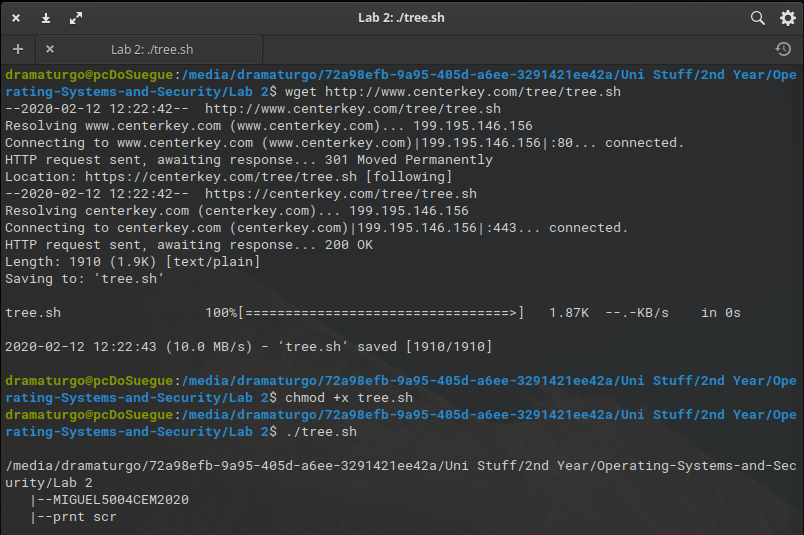 Lab 2: ./tree.sh
Lab 2: ./tree.sh
dramaturgo@pcDoSuegue:/media/dramaturgo/72a98efb-9a95-405d-a6ee-3291421ee42a/Uni Stuff/2nd Year/Ope
rating-Systems-and-Security/Lab 2$ wget http://www.centerkey.com/tree/tree.sh
--2020-02-12 12:22:42--  http://www.centerkey.com/tree/tree.sh
Resolving www.centerkey.com (www.centerkey.com)... 199.195.146.156
Connecting to www.centerkey.com (www.centerkey.com)|199.195.146.156|:80... connected.
HTTP request sent, awaiting response... 301 Moved Permanently
Location: https://centerkey.com/tree/tree.sh [following]
--2020-02-12 12:22:42--  https://centerkey.com/tree/tree.sh
Resolving centerkey.com (centerkey.com)... 199.195.146.156
Connecting to centerkey.com (centerkey.com)|199.195.146.156|:443... connected.
HTTP request sent, awaiting response... 200 OK
Length: 1910 (1.9K) [text/plain]
Saving to: ‘tree.sh’
tree.sh                  100%[=================================>]   1.87K  --.-KB/s    in 0s
2020-02-12 12:22:43 (10.0 MB/s) - ‘tree.sh’ saved [1910/1910]
dramaturgo@pcDoSuegue:/media/dramaturgo/72a98efb-9a95-405d-a6ee-3291421ee42a/Uni Stuff/2nd Year/Ope
rating-Systems-and-Security/Lab 2$ chmod +x tree.sh
dramaturgo@pcDoSuegue:/media/dramaturgo/72a98efb-9a95-405d-a6ee-3291421ee42a/Uni Stuff/2nd Year/Ope
rating-Systems-and-Security/Lab 2$ ./tree.sh
/media/dramaturgo/72a98efb-9a95-405d-a6ee-3291421ee42a/Uni Stuff/2nd Year/Operating-Systems-and-Sec
urity/Lab 2
   |--MIGUEL5004CEM2020
   |--prnt scr